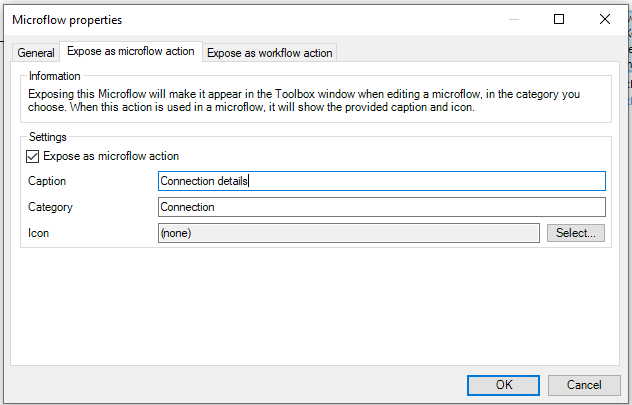 Microflow properties
General
Expose as microflow action
Expose as workflow action
Information
Exposing this Microflow will make it appear in the Toolbox window when editing a microflow, in the category you
choose. When this action is used in a microflow, it will show the provided caption and icon.
Settings
Expose as microflow action
Caption
Connection details
Category
Connection
Icon
(none)
Select...
OK
Cancel